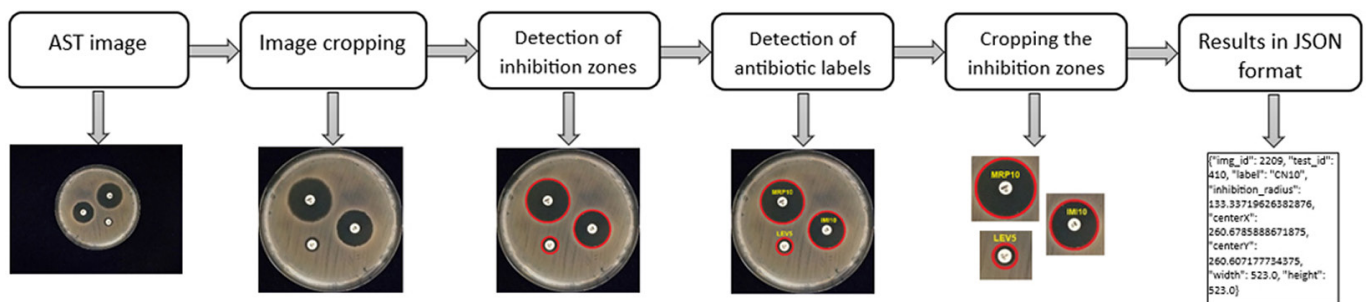 AST image
Image cropping
Detection of
inhibition zones
Detection of
antibiotic labels
Cropping the
inhibition zones
Results in JSON
format
MRP10
IMI10
LEV5
MRP10
IMI10
LEV5
{"img_id": 2209, "test_id":
410, "label": "CN10",
"inhibition_radius":
133.33719626382876,
"centerX":
260.6785888671875,
"centerY":
260.607177734375,
"width": 523.0, "height":
523.0}